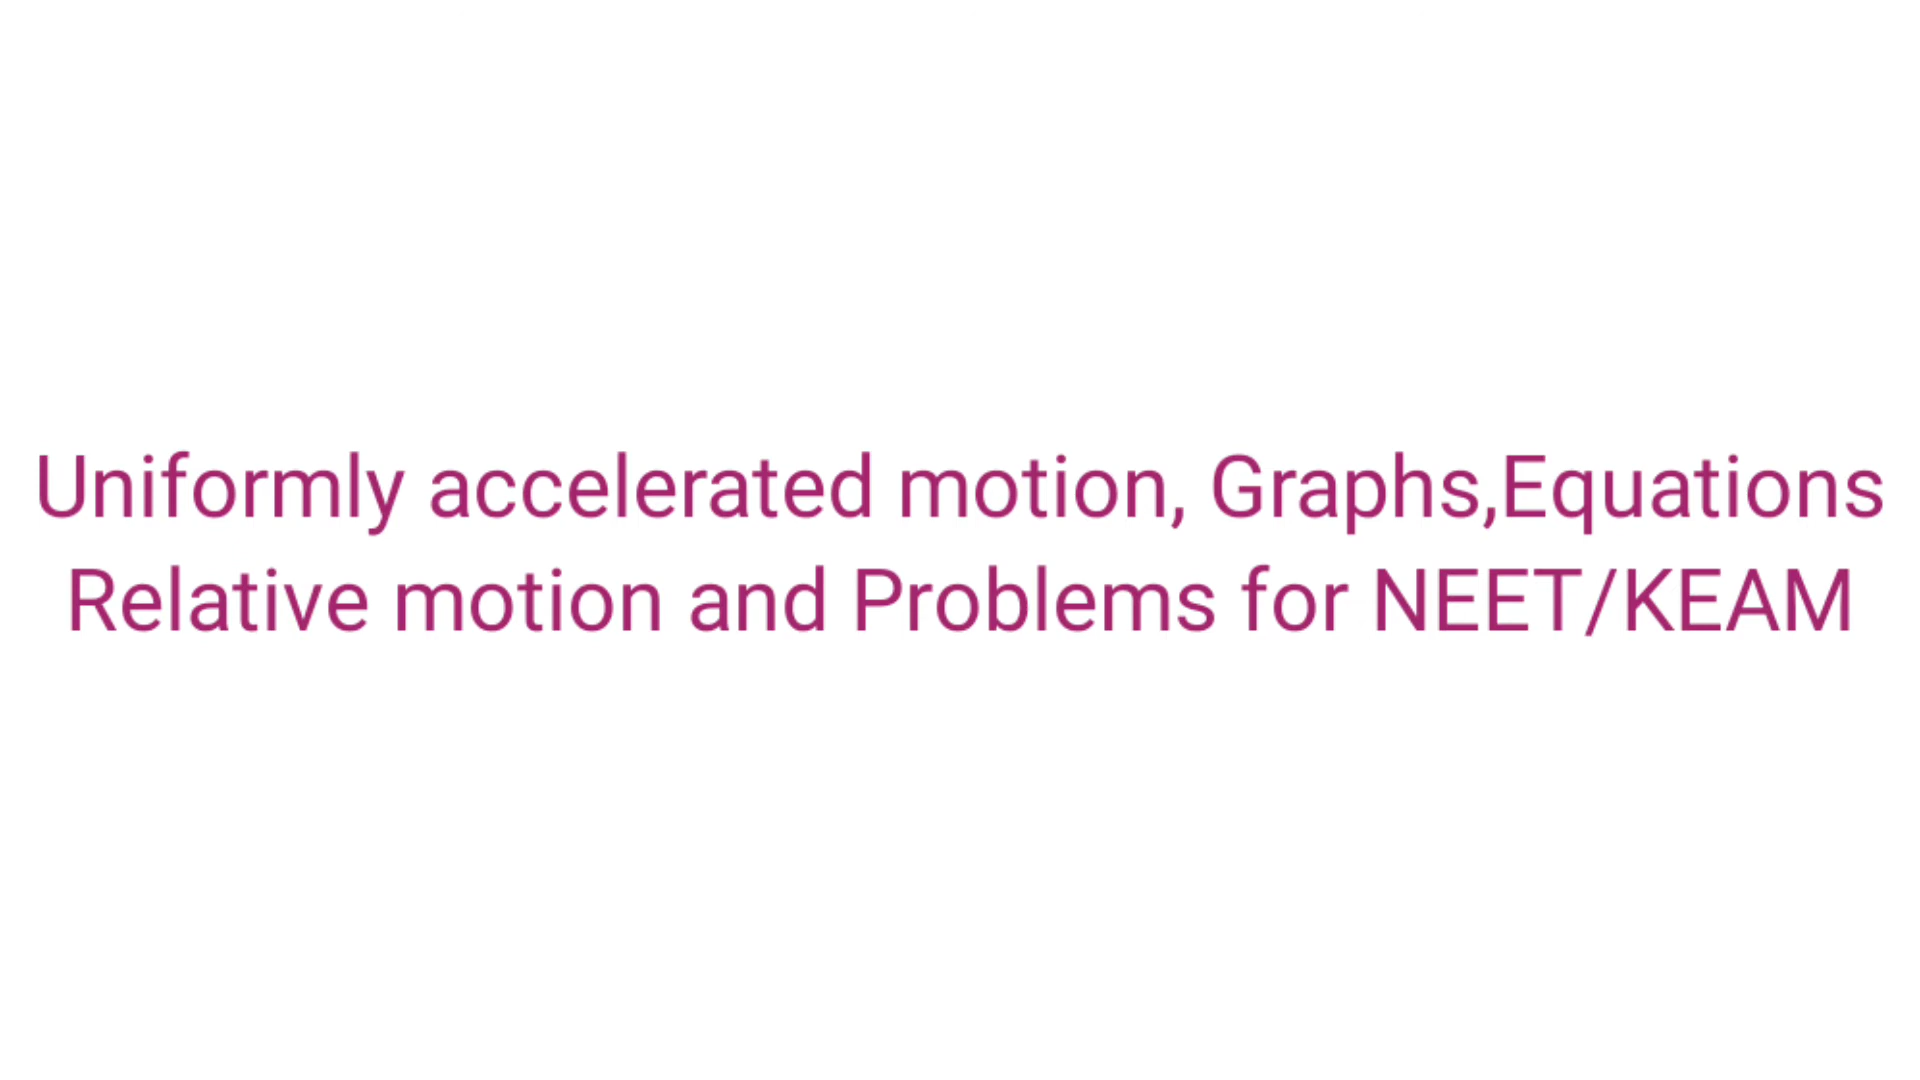 Uniformly accelerated motion, Graphs,Equations
Relative motion and Problems for NEET/KEAM